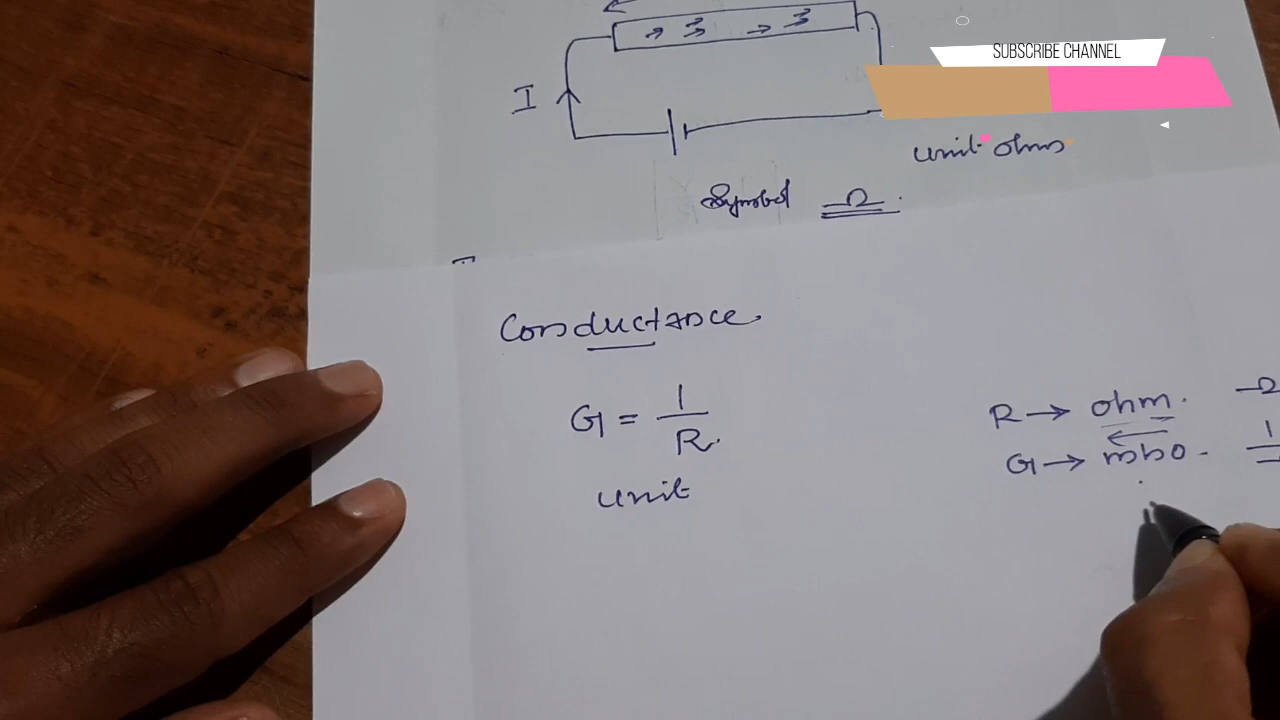 SUBSCRIBE CHANNEL
I
unit ohms
Symbol Ω
Conductance
G = 1/R
R → ohm. Ω
G → mho.
unit